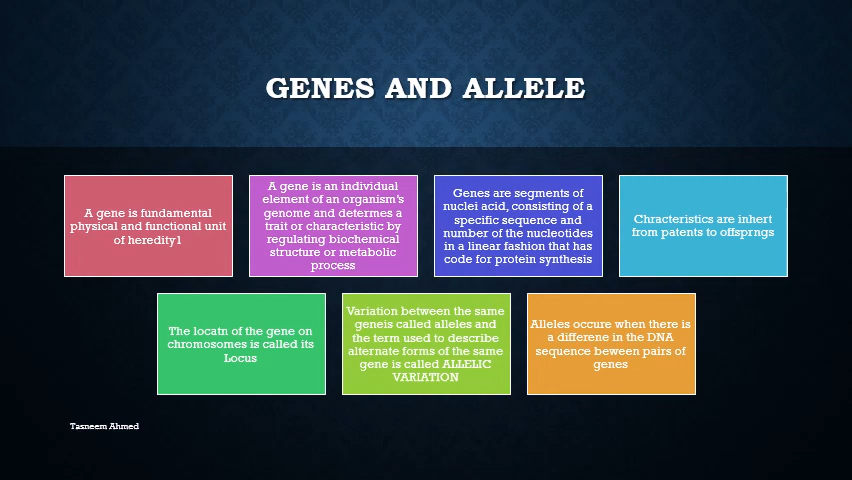 GENES AND ALLELE
A gene is fundamental
physical and functional unit
of heredity1
A gene is an individual
element of an organism's
genome and determes a
trait or characteristic by
regulating biochemical
structure or metabolic
process
Genes are segments of
nuclei acid, consisting of a
specific sequence and
number of the nucleotides
in a linear fashion that has
code for protein synthesis
Chracteristics are inhert
from patents to offsprngs
The locatn of the gene on
chromosomes is called its
Locus
Variation between the same
geneis called alleles and
the term used to describe
alternate forms of the same
gene is called ALLELIC
VARIATION
Alleles occure when there is
a differene in the DNA
sequence beween pairs of
genes
Tasneem Ahmed